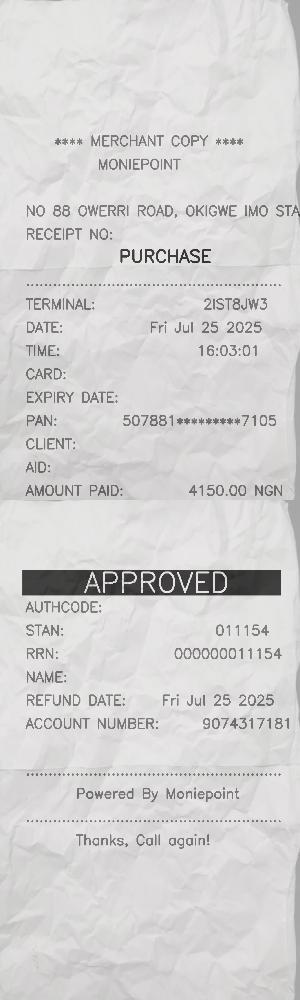 **** MERCHANT COPY ****
MONIEPOINT
NO 88 OWERRI ROAD, OKIGWE IMO STA
RECEIPT NO:
PURCHASE
TERMINAL: 2IST8JW3
DATE: Fri Jul 25 2025
TIME: 16:03:01
CARD:
EXPIRY DATE:
PAN: 507881*********7105
CLIENT:
AID:
AMOUNT PAID: 4150.00 NGN
APPROVED
AUTHCODE:
STAN: 011154
RRN: 000000011154
NAME:
REFUND DATE: Fri Jul 25 2025
ACCOUNT NUMBER: 9074317181
Powered By Moniepoint
Thanks, Call again!